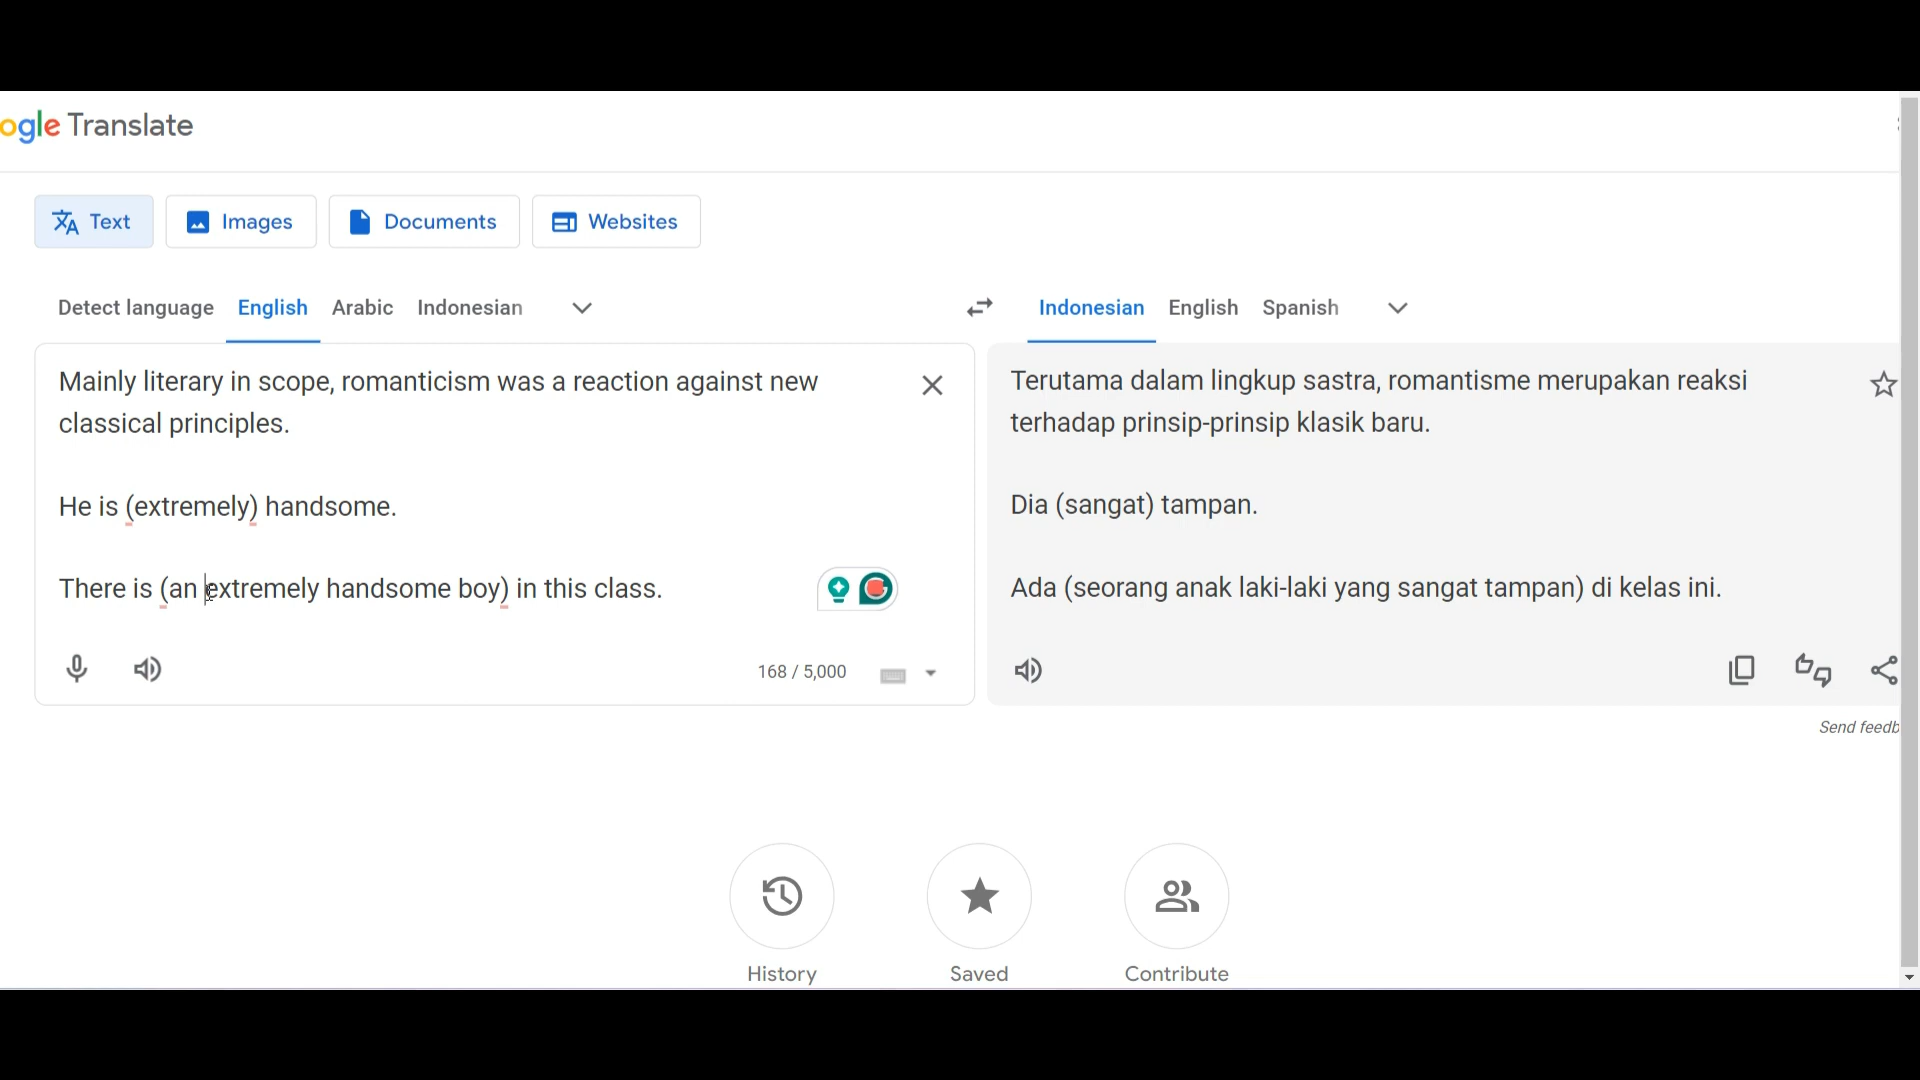 ogle Translate
Text Images Documents Websites
Detect language English Arabic Indonesian Indonesian English Spanish
Mainly literary in scope, romanticism was a reaction against new
classical principles.
He is (extremely) handsome.
There is (an extremely handsome boy) in this class.
168 / 5,000
Terutama dalam lingkup sastra, romantisme merupakan reaksi
terhadap prinsip-prinsip klasik baru.
Dia (sangat) tampan.
Ada (seorang anak laki-laki yang sangat tampan) di kelas ini.
Send feedb
History Saved Contribute